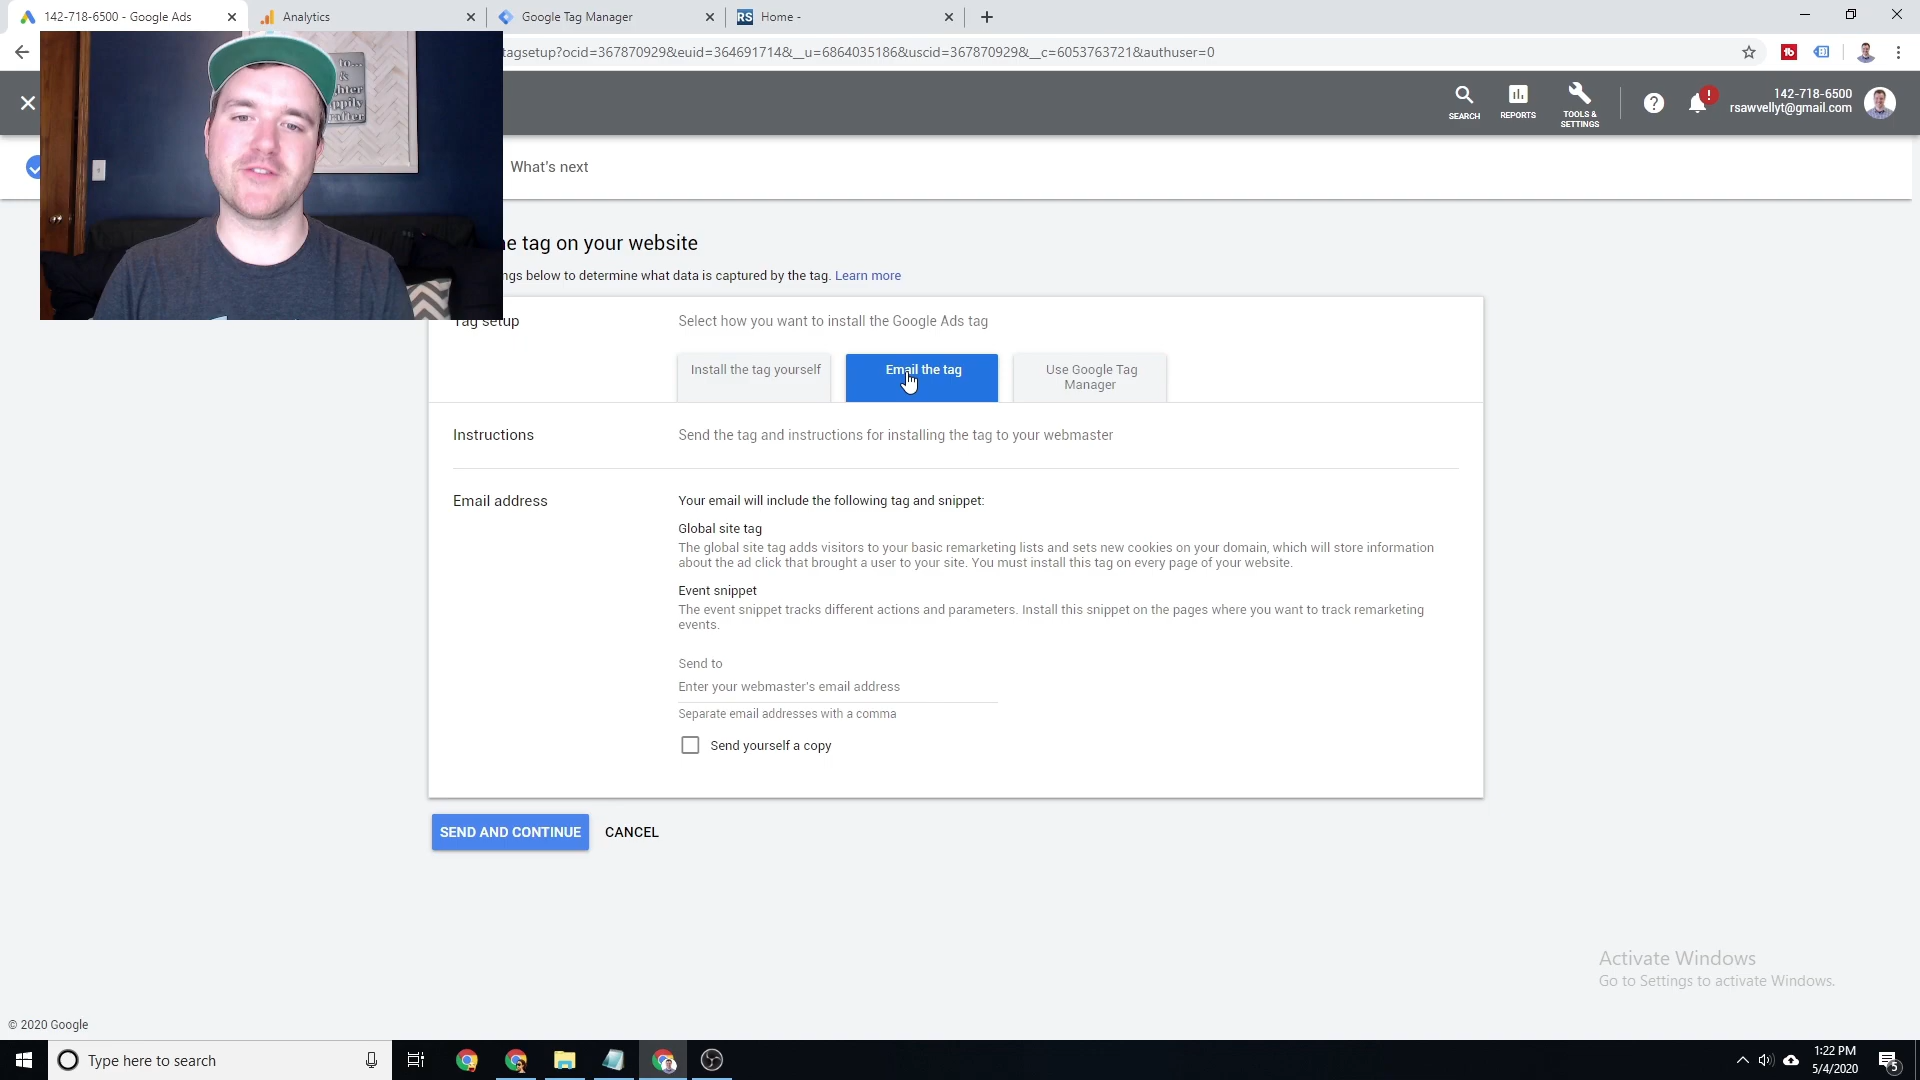 142-718-6500 - Google Ads
Analytics
Google Tag Manager
RS Home -
tagsetup?ocid=367870929&euid=364691714&__u=6864035186&uscid=367870929&__c=6053763721&authuser=0
SEARCH
REPORTS
TOOLS &
SETTINGS
142-718-6500
rsawvellyt@gmail.com
What's next
e tag on your website
ngs below to determine what data is captured by the tag. Learn more
Tag setup
Select how you want to install the Google Ads tag
Install the tag yourself
Email the tag
Use Google Tag
Manager
Instructions
Send the tag and instructions for installing the tag to your webmaster
Email address
Your email will include the following tag and snippet:
Global site tag
The global site tag adds visitors to your basic remarketing lists and sets new cookies on your domain, which will store information
about the ad click that brought a user to your site. You must install this tag on every page of your website.
Event snippet
The event snippet tracks different actions and parameters. Install this snippet on the pages where you want to track remarketing
events.
Send to
Enter your webmaster's email address
Separate email addresses with a comma
Send yourself a copy
SEND AND CONTINUE
CANCEL
Activate Windows
Go to Settings to activate Windows.
© 2020 Google
Type here to search
1:22 PM
5/4/2020
5